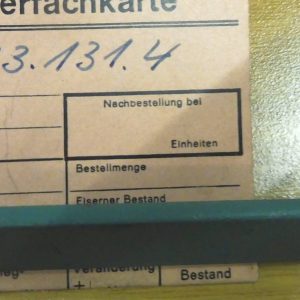 erfachkarte
3.131.4
Nachbestellung bei
Einheiten
Bestellmenge
Eiserner Bestand
Veränderung
+
Bestand